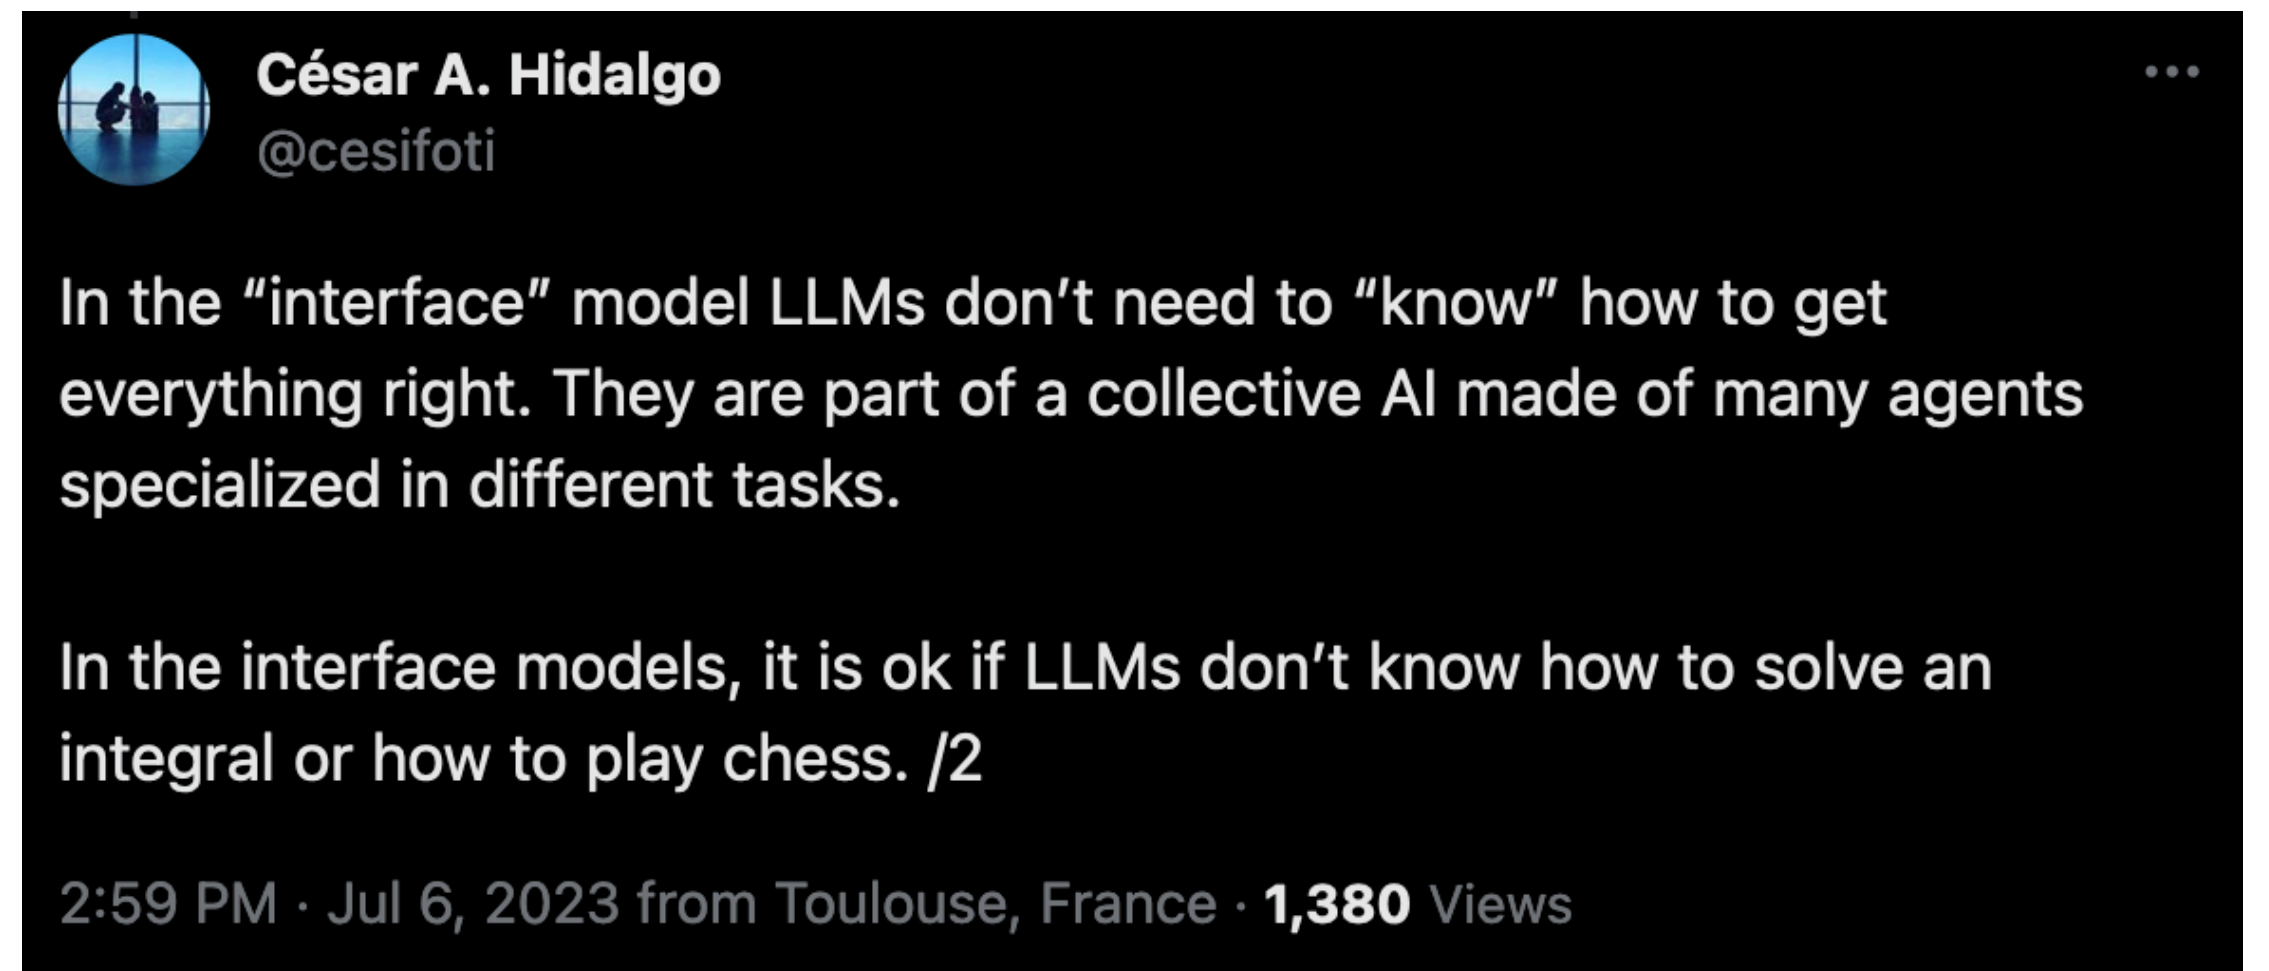 César A. Hidalgo
@cesifoti
In the “interface” model LLMs don’t need to “know” how to get
everything right. They are part of a collective AI made of many agents
specialized in different tasks.
In the interface models, it is ok if LLMs don’t know how to solve an
integral or how to play chess. /2
2:59 PM · Jul 6, 2023 from Toulouse, France · 1,380 Views